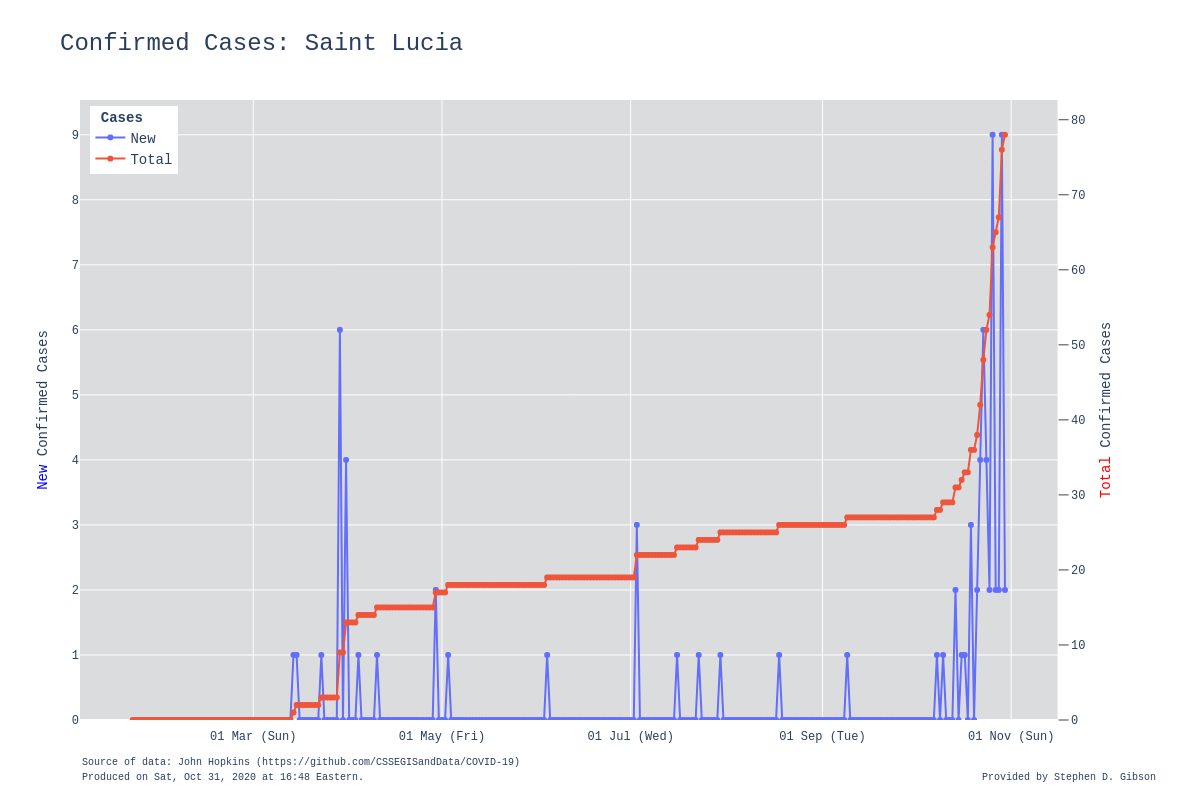 Confirmed Cases: Saint Lucia
Cases
New
Total
9
8
7
6
5
4
3
2
1
0
80
70
60
50
40
30
20
10
0
New Confirmed Cases
Total Confirmed Cases
01 Mar (Sun)
01 May (Fri)
01 Jul (Wed)
01 Sep (Tue)
01 Nov (Sun)
Source of data: John Hopkins (https://github.com/CSSEGISandData/COVID-19)
Produced on Sat, Oct 31, 2020 at 16:48 Eastern.
Provided by Stephen D. Gibson